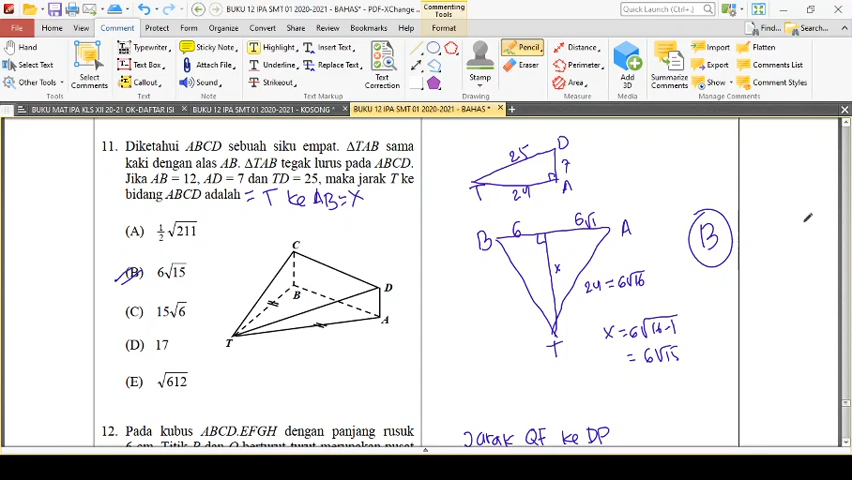 BUKU 12 IPA SMT 01 2020-2021 - BAHAS* - PDF-XChange
Commenting Tools
File
Home
View
Comment
Protect
Form
Organize
Convert
Share
Review
Bookmarks
Help
Format
Find...
Search...
Hand
Select Text
Other Tools
Select Comments
Typewriter
Text Box
Callout
Sticky Note
Attach File
Sound
Highlight
Underline
Strikeout
Insert Text
Replace Text
Text Correction
Pencil
Eraser
Stamp
Distance
Perimeter
Area
Add 3D
Summarize Comments
Import
Export
Show
Flatten
Comments List
Comment Styles
Tools
Comment
Text Markup
Drawing
Measure
Manage Comments
BUKU MAT IPA KLS XII 20-21 OK-DAFTAR ISI
BUKU 12 IPA SMT 01 2020-2021 - KOSONG *
BUKU 12 IPA SMT 01 2020-2021 - BAHAS *
11. Diketahui ABCD sebuah siku empat. ΔTAB sama
kaki dengan alas AB. ΔTAB tegak lurus pada ABCD.
Jika AB = 12, AD = 7 dan TD = 25, maka jarak T ke
bidang ABCD adalah = T ke AB = x
(A) ½√211
(B) 6√15
(C) 15√6
(D) 17
(E) √612
C
B
D
A
T
D
25
7
T
24
A
B
6
6√1
A
x
24 = 6√16
T
x = 6√16-1
= 6√15
B
12. Pada kubus ABCD.EFGH dengan panjang rusuk
Jarak QF ke DP